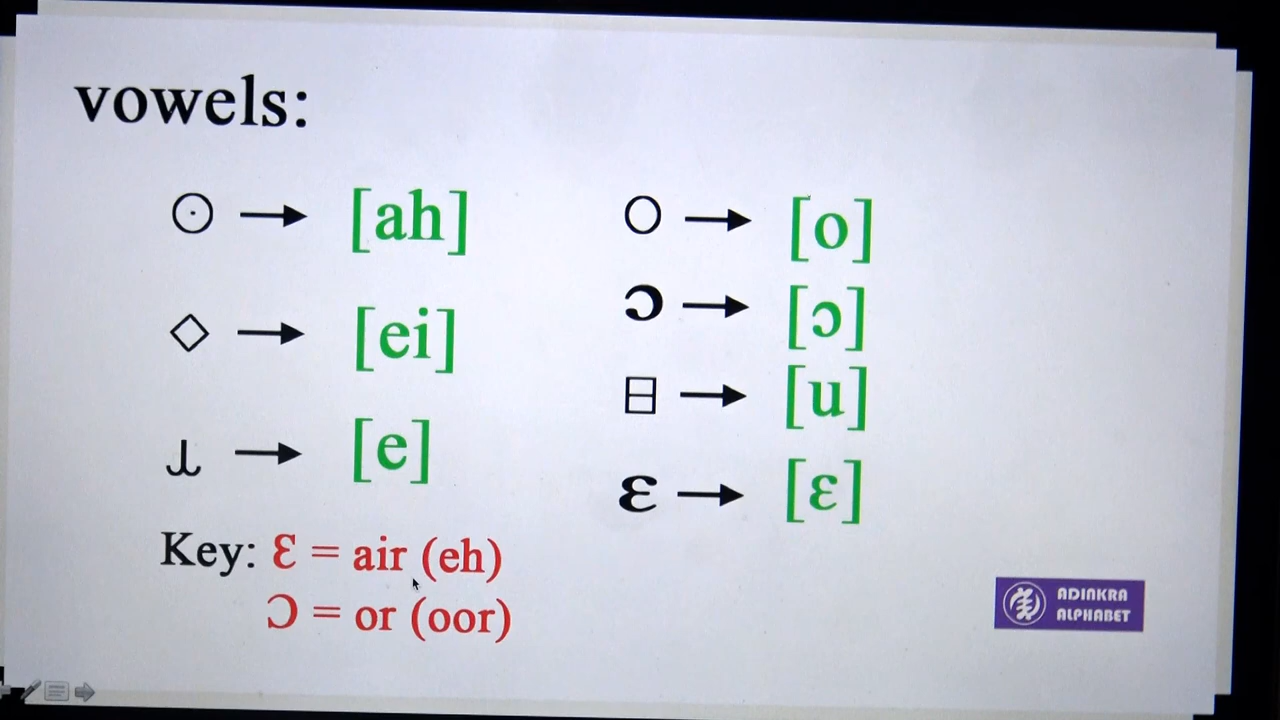 vowels:
⊙ → [ah]
◇ → [ei]
→ [e]
○ → [o]
ɔ → [ɔ]
⊟ → [u]
ɛ → [ɛ]
Key: Ɛ = air (eh)
Ɔ = or (oor)
ADINKRA
ALPHABET